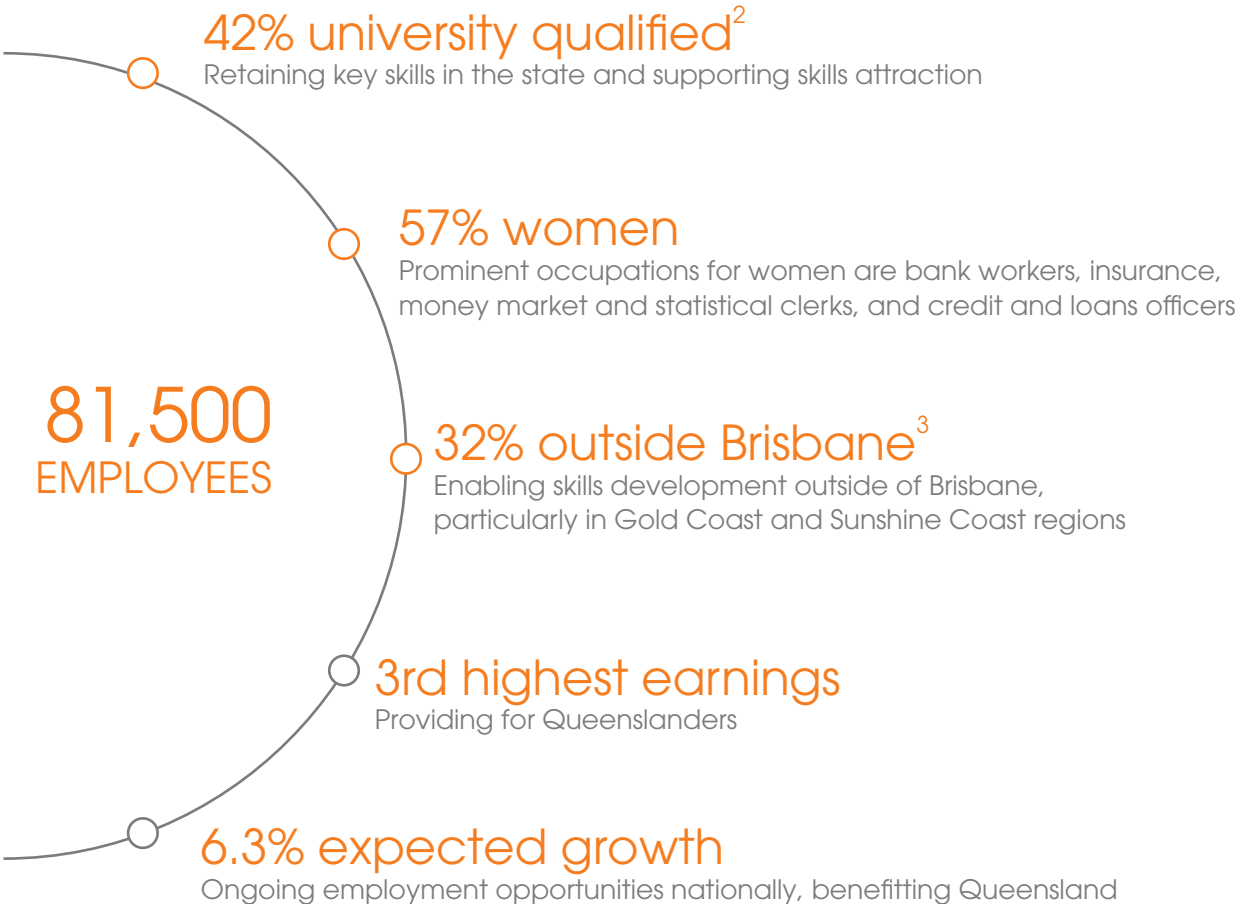 42% university qualified2
Retaining key skills in the state and supporting skills attraction
57% women
Prominent occupations for women are bank workers, insurance,
money market and statistical clerks, and credit and loans officers
81,500
EMPLOYEES
32% outside Brisbane3
Enabling skills development outside of Brisbane,
particularly in Gold Coast and Sunshine Coast regions
3rd highest earnings
Providing for Queenslanders
6.3% expected growth
Ongoing employment opportunities nationally, benefitting Queensland